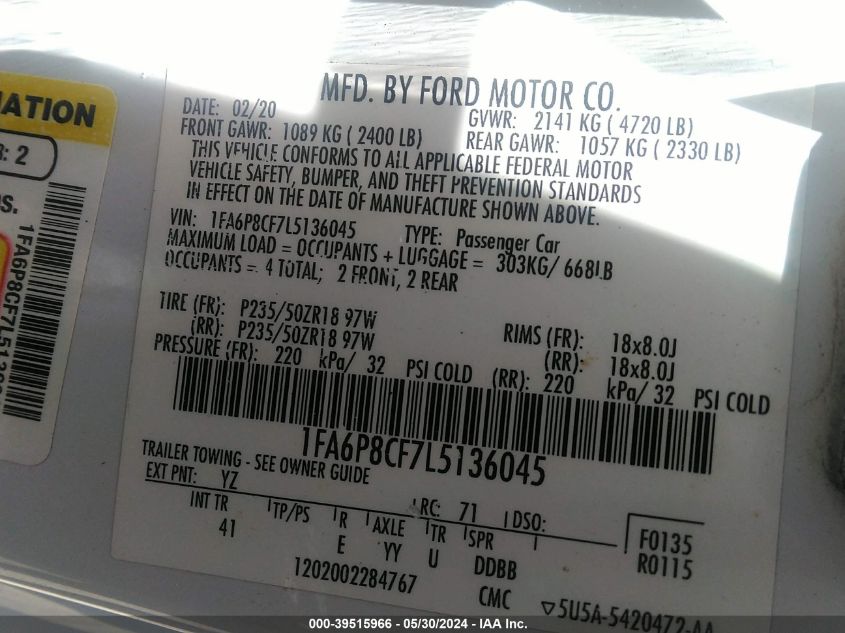 MFD. BY FORD MOTOR CO.
DATE: 02/20 GVWR: 2141 KG ( 4720 LB)
FRONT GAWR: 1089 KG ( 2400 LB) REAR GAWR: 1057 KG ( 2330 LB)
THIS VEHICLE CONFORMS TO ALL APPLICABLE FEDERAL MOTOR
VEHICLE SAFETY, BUMPER, AND THEFT PREVENTION STANDARDS
IN EFFECT ON THE DATE OF MANUFACTURE SHOWN ABOVE.
VIN: 1FA6P8CF7L5136045 TYPE: Passenger Car
MAXIMUM LOAD = OCCUPANTS + LUGGAGE = 303KG/ 668LB
OCCUPANTS = 4 TOTAL; 2 FRONT, 2 REAR
TIRE (FR): P235/50ZR18 97W RIMS (FR): 18x8.0J
(RR): P235/50ZR18 97W (RR): 18x8.0J
PRESSURE (FR): 220 kPa/ 32 PSI COLD (RR): 220 kPa/ 32 PSI COLD
1FA6P8CF7L5136045
TRAILER TOWING - SEE OWNER GUIDE
EXT PNT: YZ RC: 71 DSO:
INT TR TP/PS R AXLE TR SPR
41 E YY U DDBB
F0135
R0115
1202002284767 CMC ▽5U5A-5420472-AA
MATION
: 2
S.
1FA6P8CF7L5136
000-39515966 - 05/30/2024 - IAA Inc.